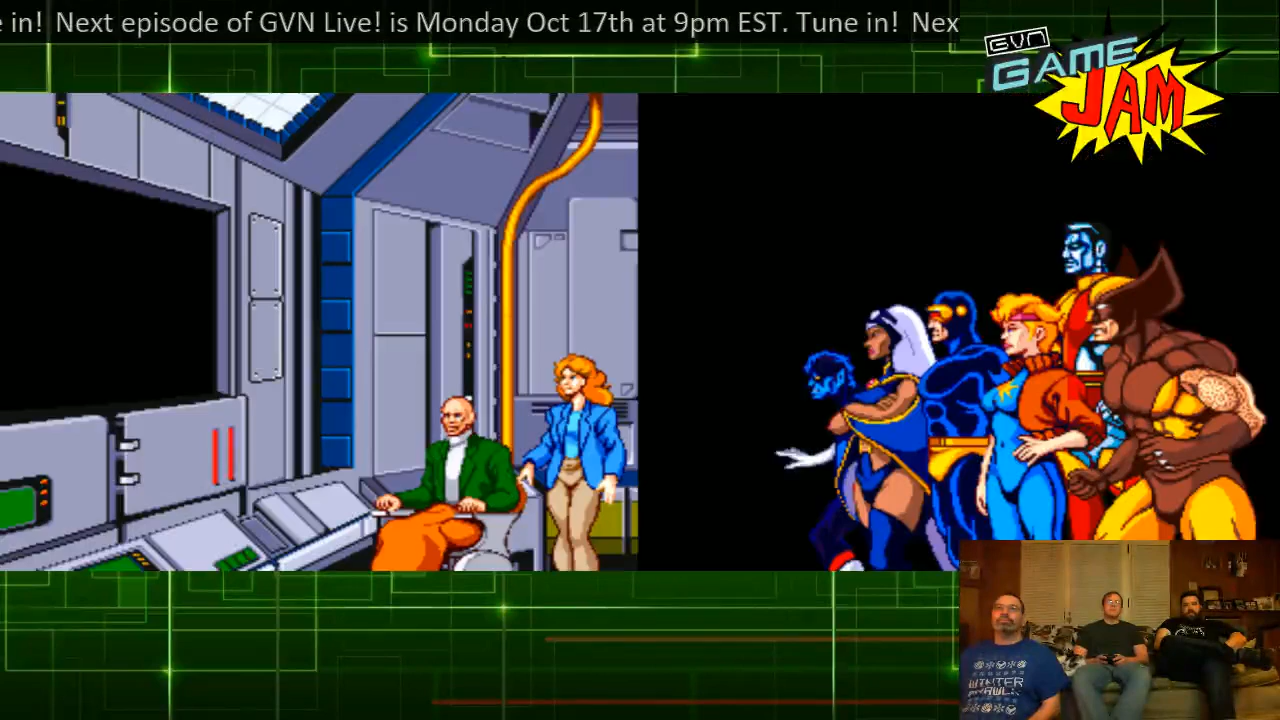 e in! Next episode of GVN Live! is Monday Oct 17th at 9pm EST. Tune in! Nex
GVN
GAME
JAM
WINTER